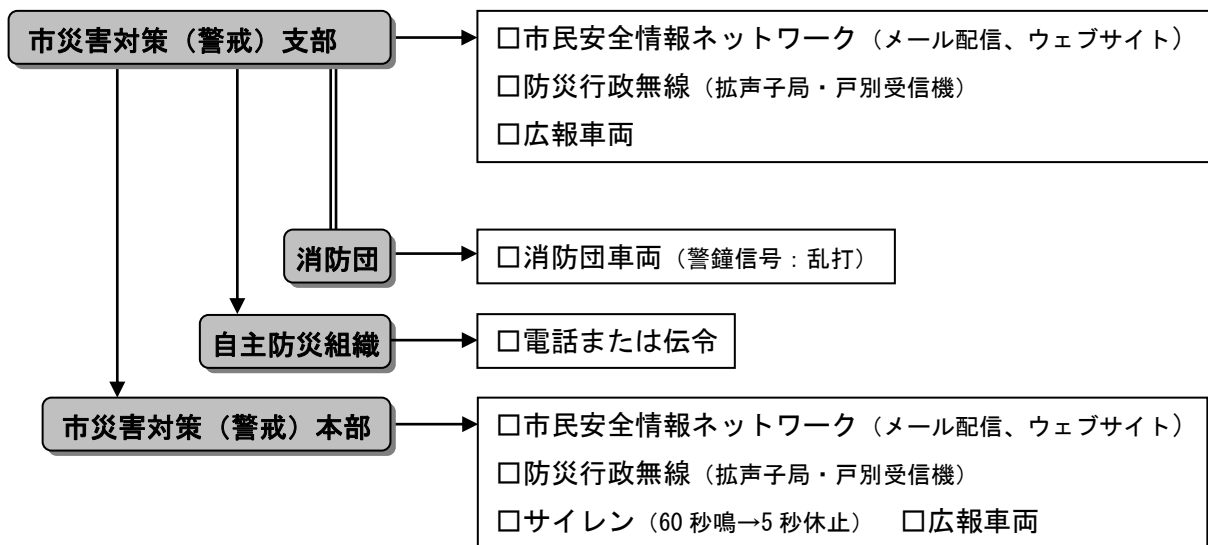 市災害対策（警戒）支部
□市民安全情報ネットワーク（メール配信、ウェブサイト）
□防災行政無線（拡声子局・戸別受信機）
□広報車両
消防団
□消防団車両（警鐘信号：乱打）
自主防災組織
□電話または伝令
市災害対策（警戒）本部
□市民安全情報ネットワーク（メール配信、ウェブサイト）
□防災行政無線（拡声子局・戸別受信機）
□サイレン（60秒鳴→5秒休止）　□広報車両